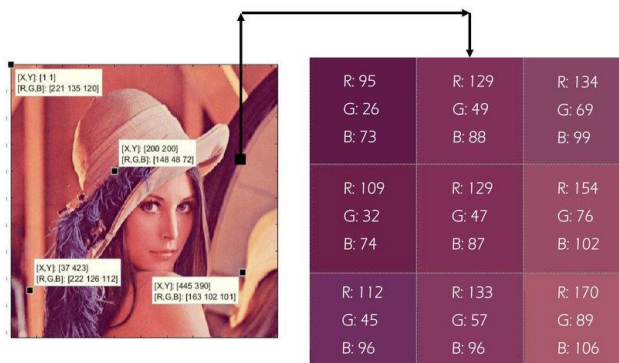 [X,Y]: [1 1]
[R,G,B]: [221 135 120]
[X,Y]: [200 200]
[R,G,B]: [148 48 72]
[X,Y]: [37 423]
[R,G,B]: [222 126 112]
[X,Y]: [445 390]
[R,G,B]: [163 102 101]
R: 95
G: 26
B: 73
R: 129
G: 49
B: 88
R: 134
G: 69
B: 99
R: 109
G: 32
B: 74
R: 129
G: 47
B: 87
R: 154
G: 76
B: 102
R: 112
G: 45
B: 96
R: 133
G: 57
B: 96
R: 170
G: 89
B: 106